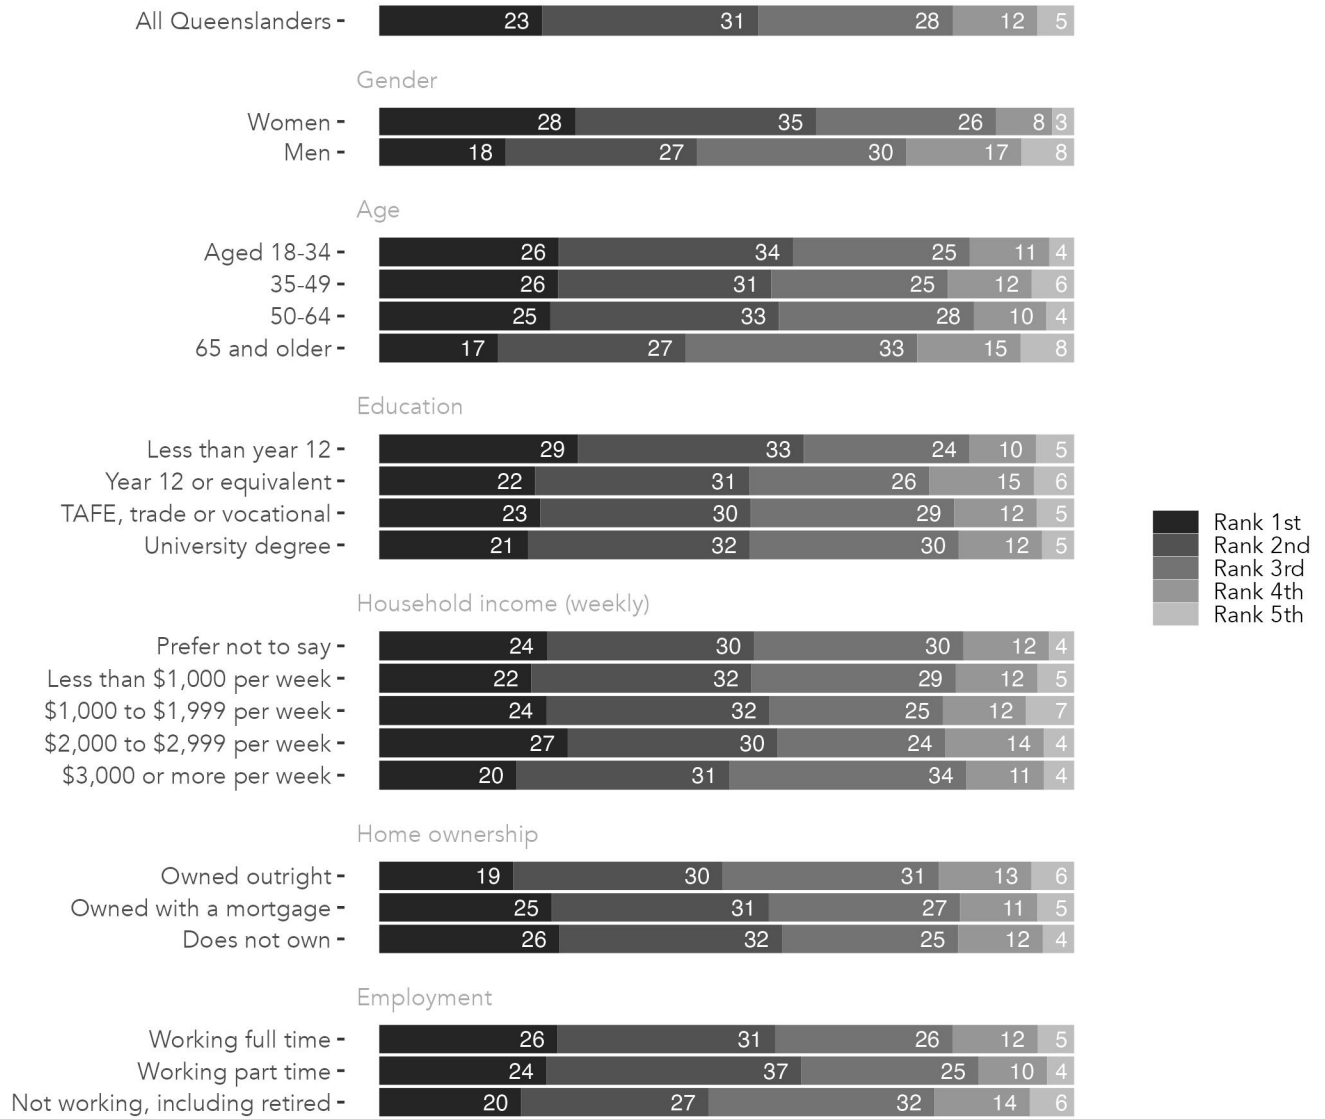 All Queenslanders 23 31 28 12 5
Gender
Women 28 35 26 8 3
Men 18 27 30 17 8
Age
Aged 18-34 26 34 25 11 4
35-49 26 31 25 12 6
50-64 25 33 28 10 4
65 and older 17 27 33 15 8
Education
Less than year 12 29 33 24 10 5
Year 12 or equivalent 22 31 26 15 6
TAFE, trade or vocational 23 30 29 12 5
University degree 21 32 30 12 5
Household income (weekly)
Prefer not to say 24 30 30 12 4
Less than $1,000 per week 22 32 29 12 5
$1,000 to $1,999 per week 24 32 25 12 7
$2,000 to $2,999 per week 27 30 24 14 4
$3,000 or more per week 20 31 34 11 4
Home ownership
Owned outright 19 30 31 13 6
Owned with a mortgage 25 31 27 11 5
Does not own 26 32 25 12 4
Employment
Working full time 26 31 26 12 5
Working part time 24 37 25 10 4
Not working, including retired 20 27 32 14 6
Rank 1st
Rank 2nd
Rank 3rd
Rank 4th
Rank 5th